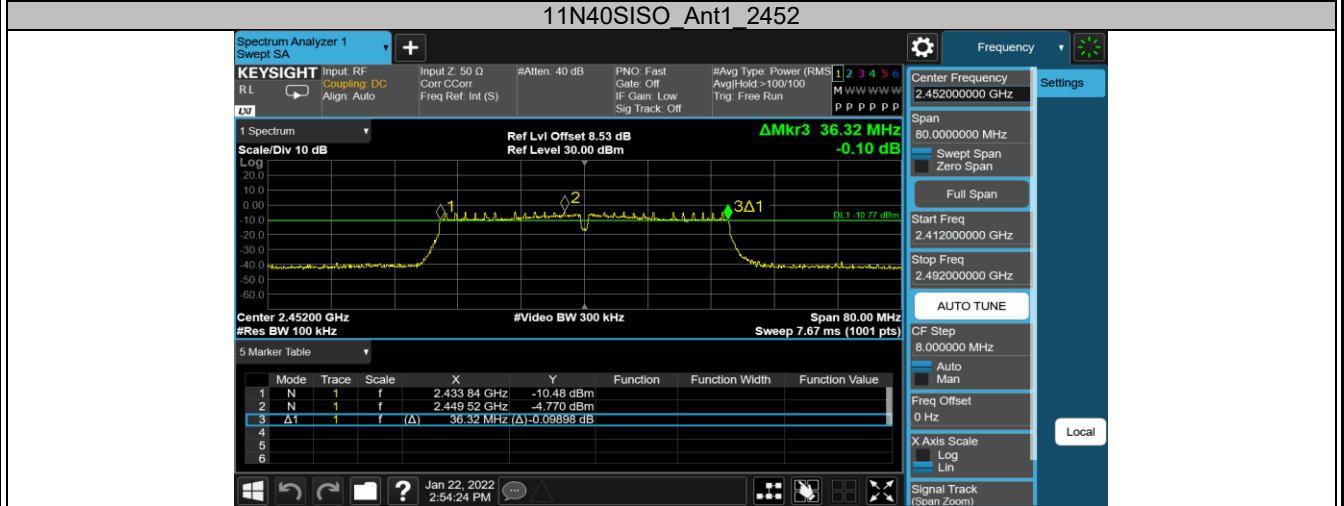 11N40SISO_Ant1_2452
Spectrum Analyzer 1
Swept SA
Frequency
KEYSIGHT
RL
LXI
Input: RF
Coupling: DC
Align: Auto
Input Z: 50 Ω
Corr CCorr
Freq Ref: Int (S)
#Atten: 40 dB
PNO: Fast
Gate: Off
IF Gain: Low
Sig Track: Off
#Avg Type: Power (RMS
Avg|Hold:>100/100
Trig: Free Run
1 2 3 4 5 6
M W W W W W
P P P P P P
1 Spectrum
Scale/Div 10 dB
Ref Lvl Offset 8.53 dB
Ref Level 30.00 dBm
ΔMkr3 36.32 MHz
-0.10 dB
Log
20.0
10.0
0.00
-10.0
-20.0
-30.0
-40.0
-50.0
-60.0
1
2
3Δ1
DL1 -10.77 dBm
Center 2.45200 GHz
#Video BW 300 kHz
Span 80.00 MHz
#Res BW 100 kHz
Sweep 7.67 ms (1001 pts)
5 Marker Table
Mode Trace Scale X Y Function Function Width Function Value
1 N 1 f 2.433 84 GHz -10.48 dBm
2 N 1 f 2.449 52 GHz -4.770 dBm
3 Δ1 1 f (Δ) 36.32 MHz (Δ) -0.09898 dB
4
5
6
Jan 22, 2022
2:54:24 PM
Center Frequency
2.452000000 GHz
Span
80.0000000 MHz
Swept Span
Zero Span
Full Span
Start Freq
2.412000000 GHz
Stop Freq
2.492000000 GHz
AUTO TUNE
CF Step
8.000000 MHz
Auto
Man
Freq Offset
0 Hz
X Axis Scale
Log
Lin
Signal Track
(Span Zoom)
Settings
Local